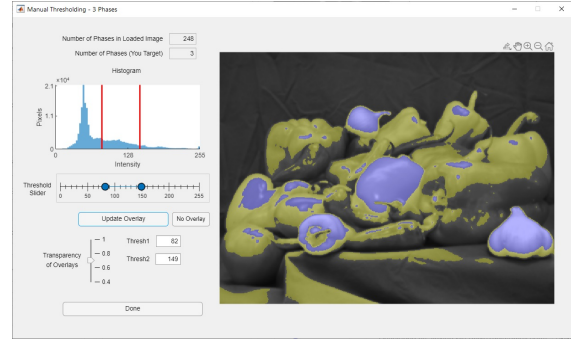 Manual Thresholding - 3 Phases
Number of Phases in Loaded Image 248
Number of Phases (You Target) 3
Histogram
×10⁴
2.1
1.1
0
Pixels
0 128 255
Intensity
Threshold
Slider
0 50 100 150 200 255
Update Overlay No Overlay
Transparency
of Overlays
1
0.8
0.6
0.4
Thresh1 82
Thresh2 149
Done